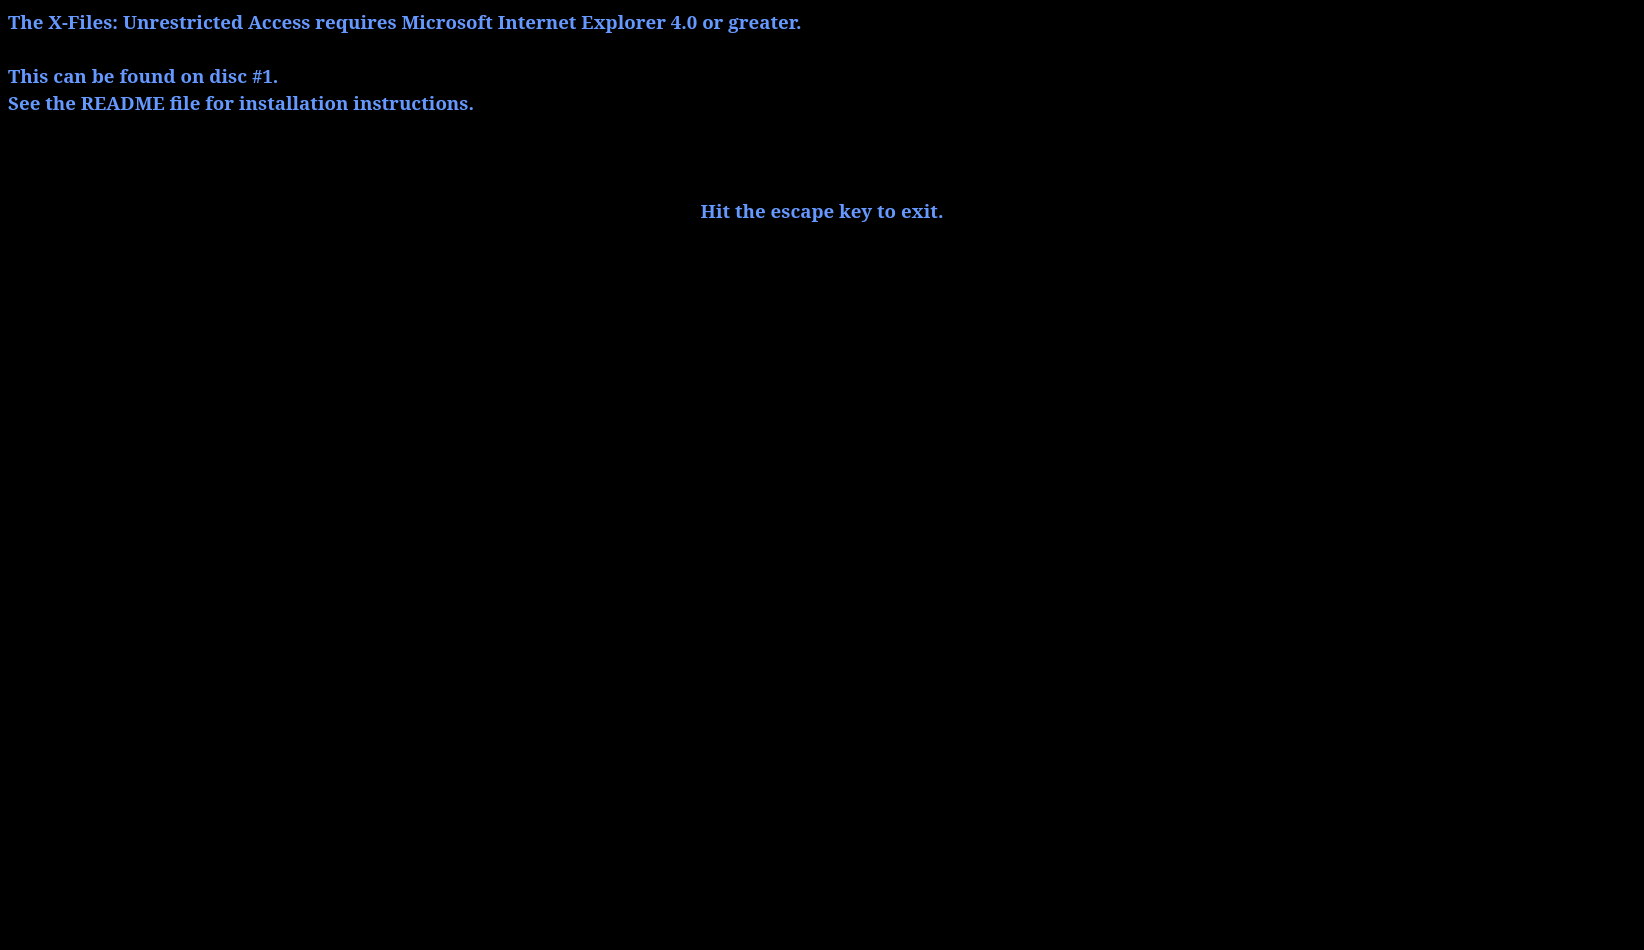 The X-Files: Unrestricted Access requires Microsoft Internet Explorer 4.0 or greater.
This can be found on disc #1.
See the README file for installation instructions.
Hit the escape key to exit.